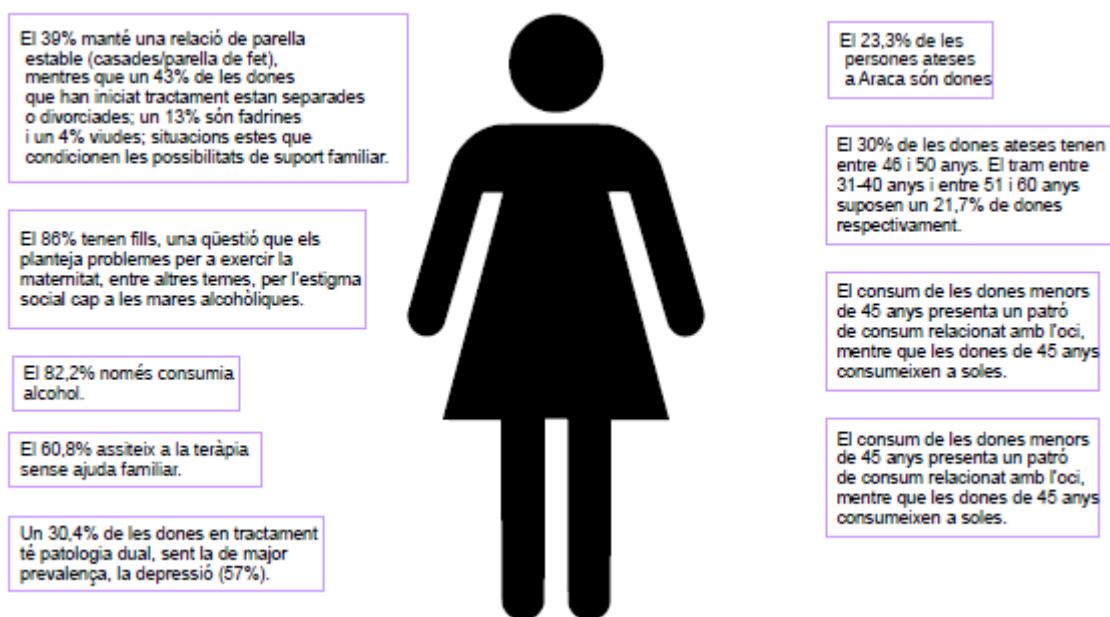 El 39% manté una relació de parella
estable (casades/parella de fet),
mentres que un 43% de les dones
que han iniciat tractament estan separades
o divorciades; un 13% són fadrines
i un 4% viudes; situacions estes que
condicionen les possibilitats de suport familiar.
El 86% tenen fills, una qüestió que els
planteja problemes per a exercir la
maternitat, entre altres temes, per l'estigma
social cap a les mares alcohòliques.
El 82,2% només consumia
alcohol.
El 60,8% assiteix a la teràpia
sense ajuda familiar.
Un 30,4% de les dones en tractament
té patologia dual, sent la de major
prevalença, la depressió (57%).
El 23,3% de les
persones ateses
a Araca són dones
El 30% de les dones ateses tenen
entre 46 i 50 anys. El tram entre
31-40 anys i entre 51 i 60 anys
suposen un 21,7% de dones
respectivament.
El consum de les dones menors
de 45 anys presenta un patró
de consum relacionat amb l'oci,
mentre que les dones de 45 anys
consumeixen a soles.
El consum de les dones menors
de 45 anys presenta un patró
de consum relacionat amb l'oci,
mentre que les dones de 45 anys
consumeixen a soles.